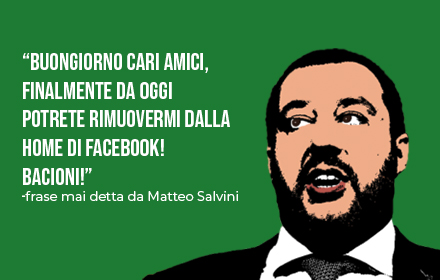 “BUONGIORNO CARI AMICI,
FINALMENTE DA OGGI
POTRETE RIMUOVERMI DALLA
HOME DI FACEBOOK!
BACIONI!”
-frase mai detta da Matteo Salvini